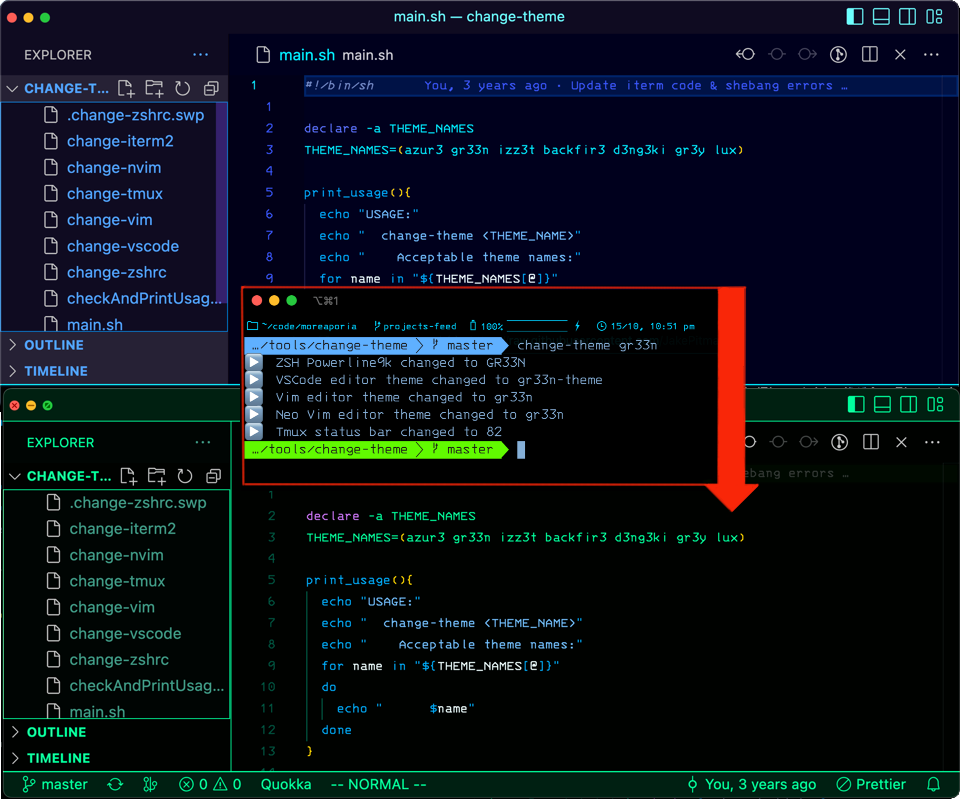 main.sh — change-theme
EXPLORER
main.sh main.sh
CHANGE-T...
1 #!/bin/sh You, 3 years ago · Update iterm code & shebang errors …
.change-zshrc.swp
change-iterm2
change-nvim
change-tmux
change-vim
change-vscode
change-zshrc
checkAndPrintUsag...
main.sh
OUTLINE
TIMELINE
1
2 declare -a THEME_NAMES
3 THEME_NAMES=(azur3 gr33n izz3t backfir3 d3ng3ki gr3y lux)
4
5 print_usage(){
6 echo "USAGE:"
7 echo " change-theme <THEME_NAME>"
8 echo " Acceptable theme names:"
9 for name in "${THEME_NAMES[@]}"
⌥⌘1
~/code/moreaporia projects-feed 100% 15/10, 10:51 pm
…/tools/change-theme master change-theme gr33n
ZSH Powerline9k changed to GR33N
VSCode editor theme changed to gr33n-theme
Vim editor theme changed to gr33n
Neo Vim editor theme changed to gr33n
Tmux status bar changed to 82
…/tools/change-theme master
EXPLORER
CHANGE-T...
ebang errors …
.change-zshrc.swp
change-iterm2
change-nvim
change-tmux
change-vim
change-vscode
change-zshrc
checkAndPrintUsag...
main.sh
OUTLINE
TIMELINE
1
2 declare -a THEME_NAMES
3 THEME_NAMES=(azur3 gr33n izz3t backfir3 d3ng3ki gr3y lux)
4
5 print_usage(){
6 echo "USAGE:"
7 echo " change-theme <THEME_NAME>"
8 echo " Acceptable theme names:"
9 for name in "${THEME_NAMES[@]}"
10 do
11 echo " $name"
12 done
13 }
master 0 0 Quokka -- NORMAL -- You, 3 years ago Prettier